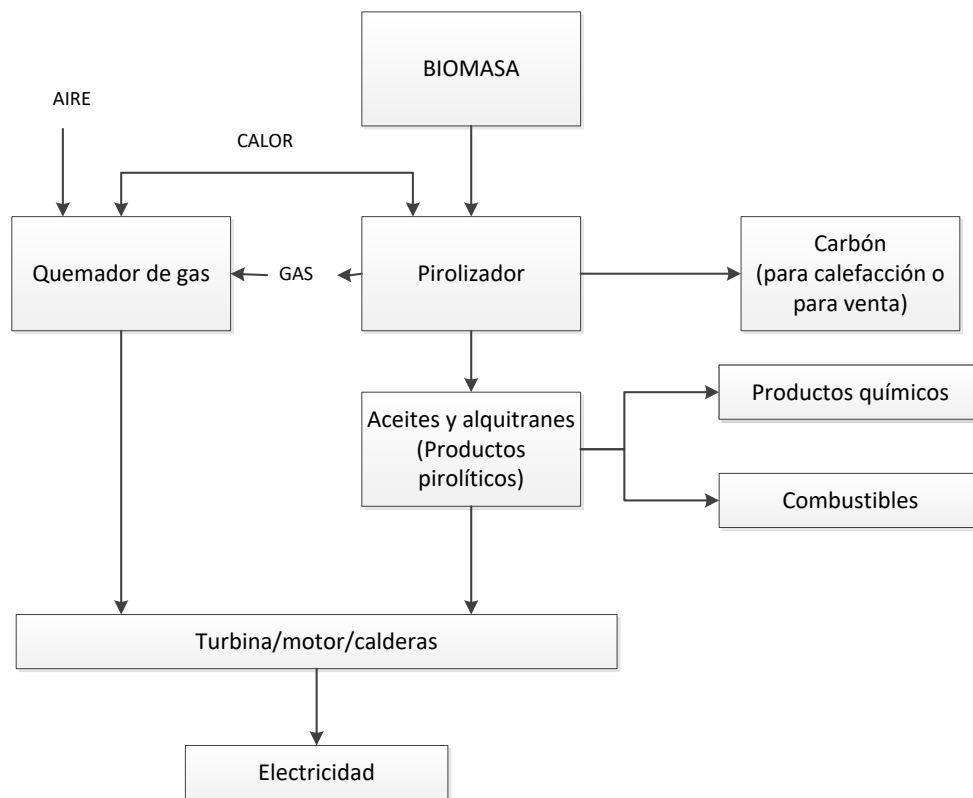 BIOMASA
AIRE
CALOR
Quemador de gas
GAS
Pirolizador
Carbón
(para calefacción o
para venta)
Aceites y alquitranes
(Productos
pirolíticos)
Productos químicos
Combustibles
Turbina/motor/calderas
Electricidad